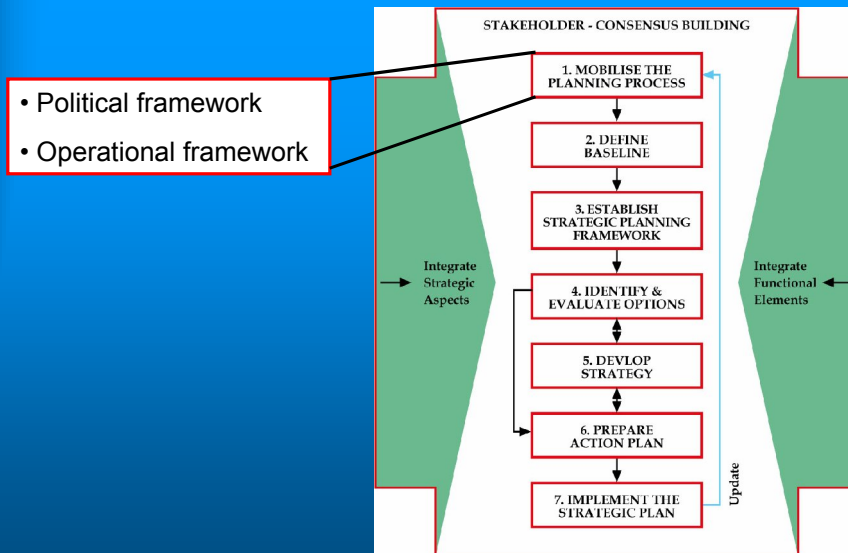 STAKEHOLDER - CONSENSUS BUILDING
• Political framework
• Operational framework
1. MOBILISE THE
PLANNING PROCESS
2. DEFINE
BASELINE
3. ESTABLISH
STRATEGIC PLANNING
FRAMEWORK
Integrate
Strategic
Aspects
4. IDENTIFY &
EVALUATE OPTIONS
Integrate
Functional
Elements
5. DEVLOP
STRATEGY
6. PREPARE
ACTION PLAN
7. IMPLEMENT THE
STRATEGIC PLAN
Update